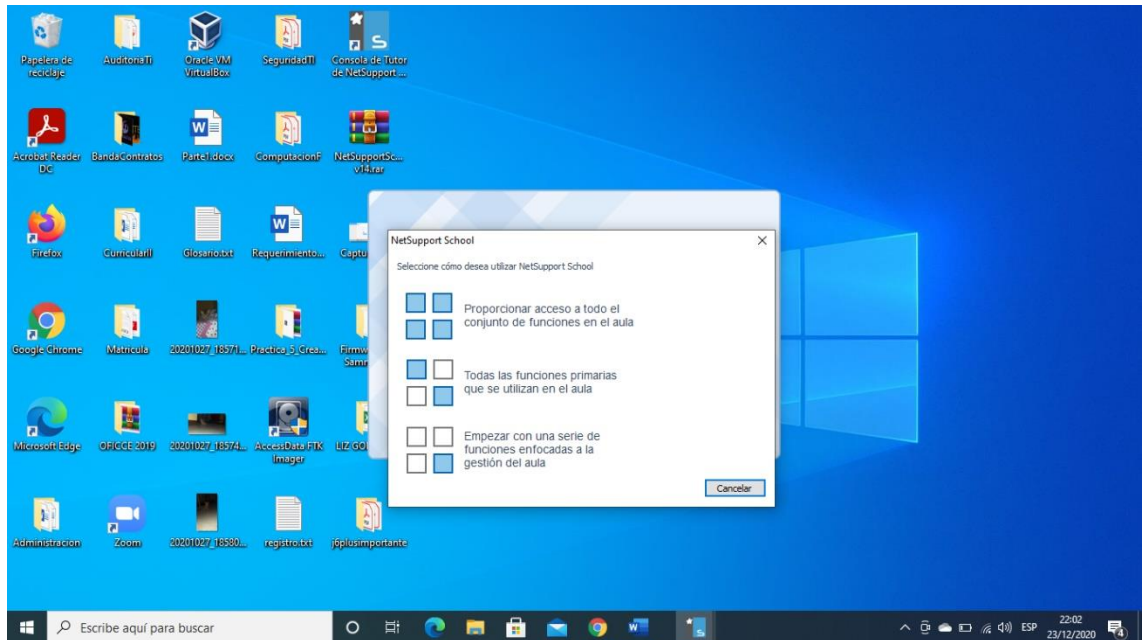 Papelera de
reciclaje
AuditoriaTi
Oracle VM
VirtualBox
SeguridadTI
Consola de Tutor
de NetSupport ...
Acrobat Reader
DC
BandaContratos
Parte1.docx
ComputacionF
NetSupportSc...
v14.rar
Firefox
CurricularII
Glosario.txt
Requerimiento...
Captu
Google Chrome
Matricula
20201027_18571...
Practica_5_Crea...
Firmw
Microsoft Edge
OFICCE 2019
20201027_18574...
AccessData FTK
Imager
LIZ GO
Administracion
Zoom
20201027_18580...
registro.txt
j6plusimportante
NetSupport School
Seleccione cómo desea utilizar NetSupport School
Proporcionar acceso a todo el
conjunto de funciones en el aula
Todas las funciones primarias
que se utilizan en el aula
Empezar con una serie de
funciones enfocadas a la
gestión del aula
Cancelar
Escribe aquí para buscar
ESP
22:02
23/12/2020
4